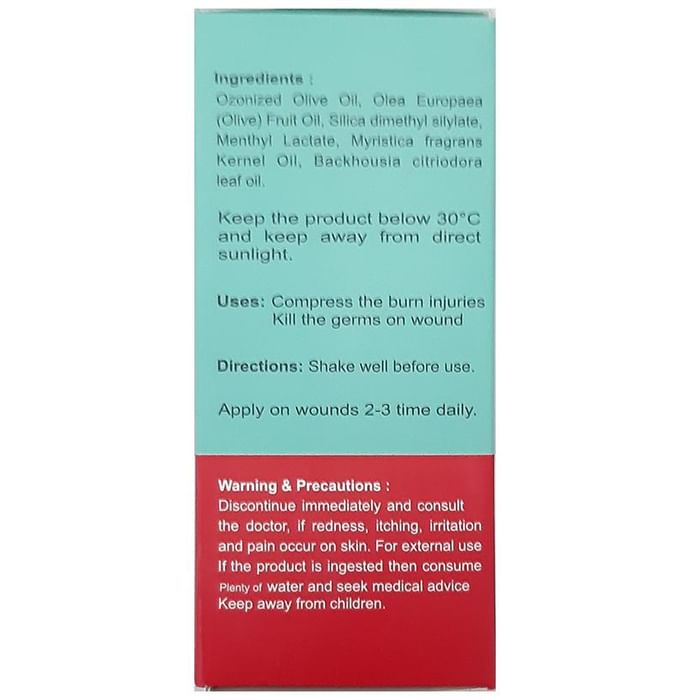 Ingredients :
Ozonized Olive Oil, Olea Europaea
(Olive) Fruit Oil, Silica dimethyl silylate,
Menthyl Lactate, Myristica fragrans
Kernel Oil, Backhousia citriodora
leaf oil.
Keep the product below 30°C
and keep away from direct
sunlight.
Uses: Compress the burn injuries
Kill the germs on wound
Directions: Shake well before use.
Apply on wounds 2-3 time daily.
Warning & Precautions :
Discontinue immediately and consult
the doctor, if redness, itching, irritation
and pain occur on skin. For external use
If the product is ingested then consume
Plenty of water and seek medical advice
Keep away from children.